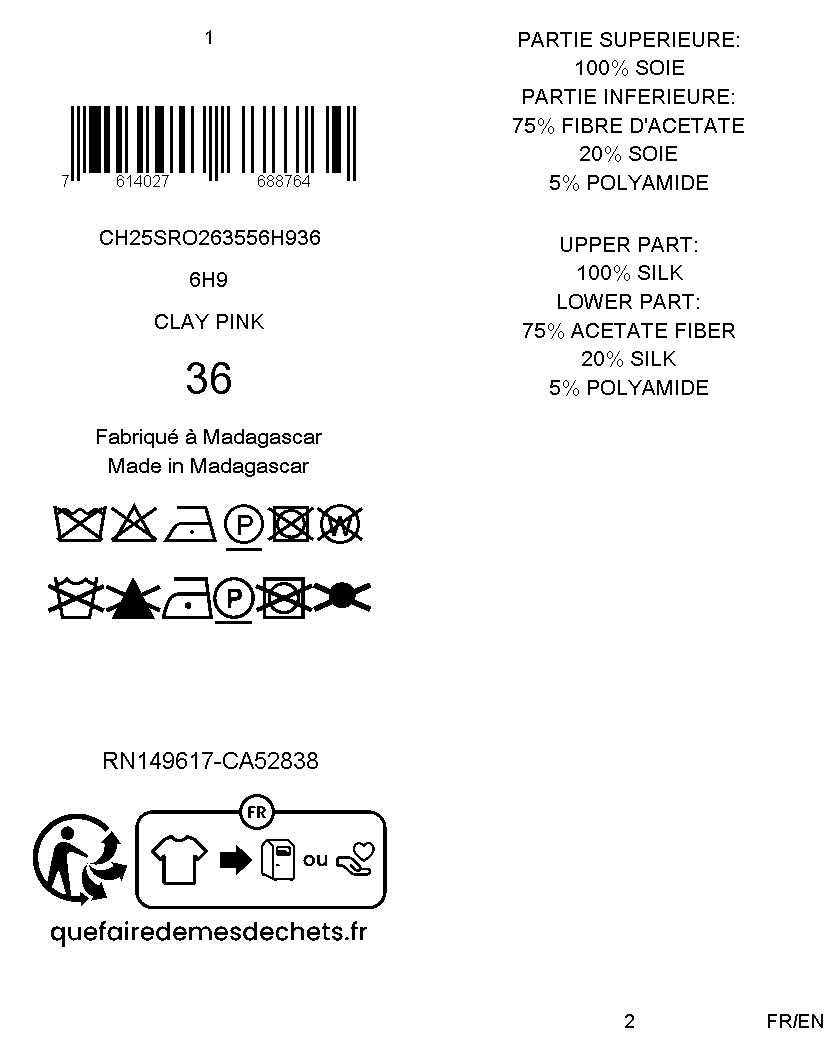 1
7 614027 688764
CH25SRO263556H936
6H9
CLAY PINK
36
Fabriqué à Madagascar
Made in Madagascar
P W
P
RN149617-CA52838
FR
ou
quefairedemesdechets.fr
PARTIE SUPERIEURE:
100% SOIE
PARTIE INFERIEURE:
75% FIBRE D'ACETATE
20% SOIE
5% POLYAMIDE
UPPER PART:
100% SILK
LOWER PART:
75% ACETATE FIBER
20% SILK
5% POLYAMIDE
2
FR/EN